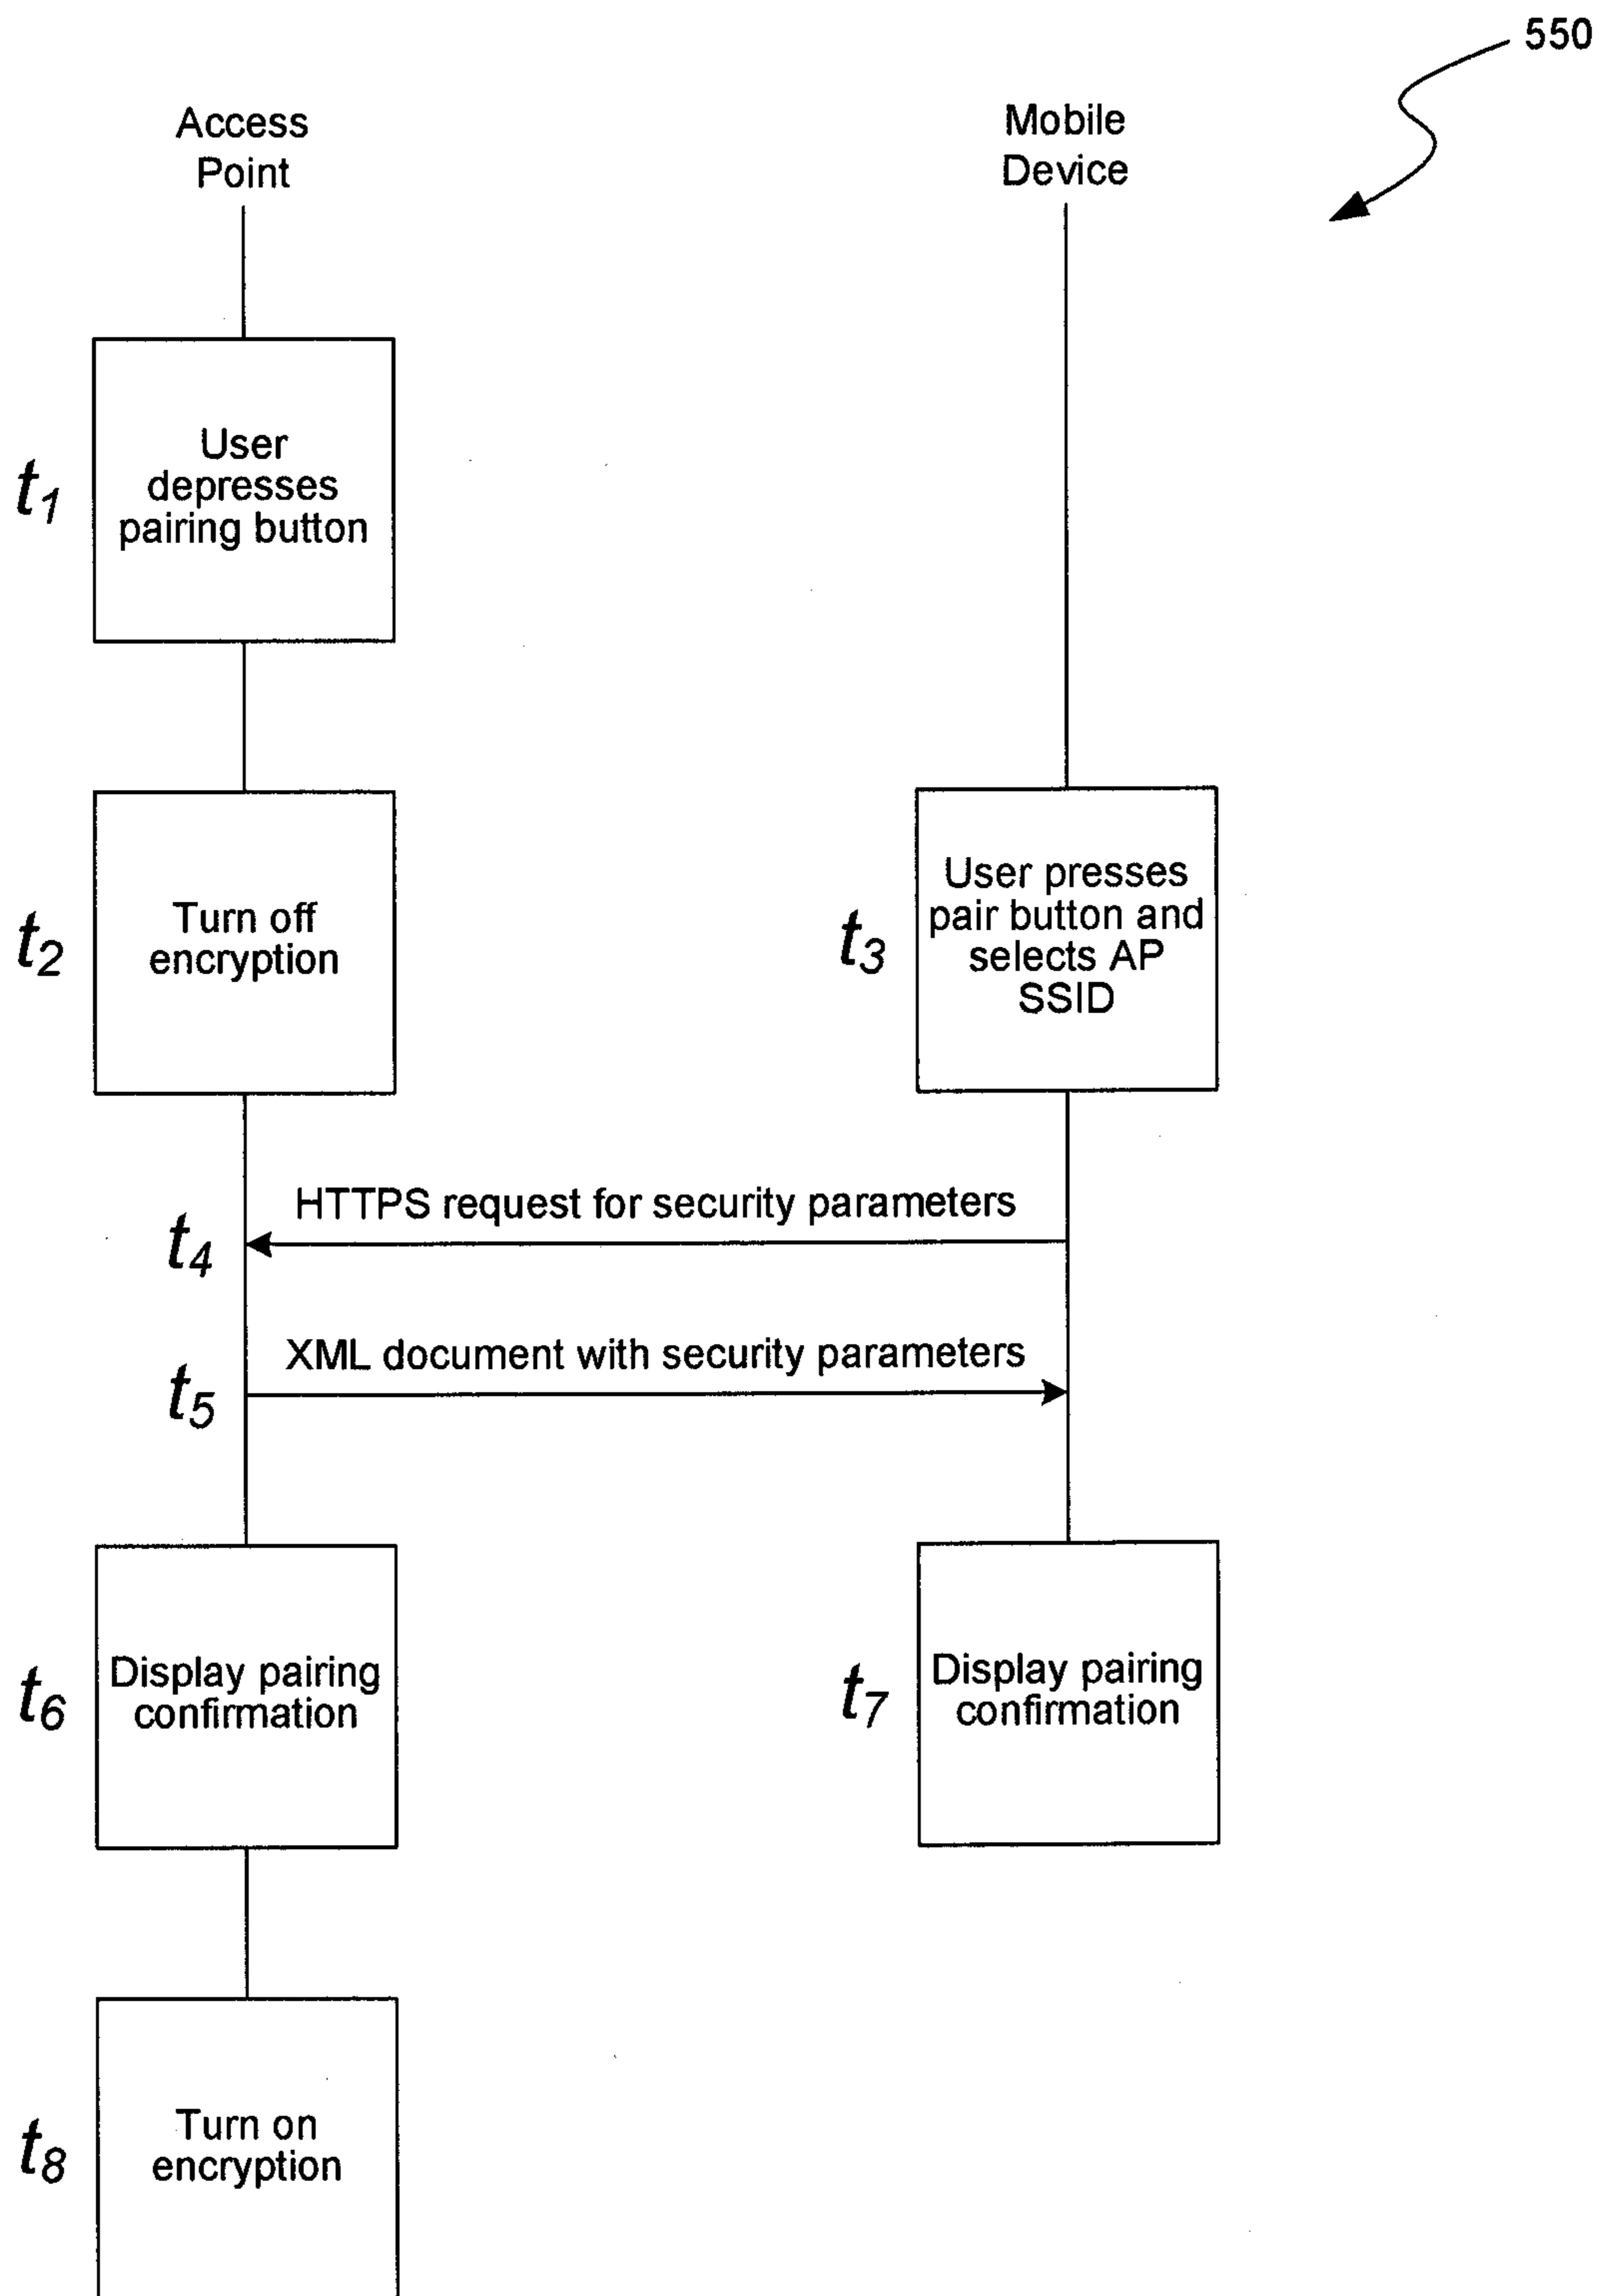 550
Access
Point
Mobile
Device
t1
User
depresses
pairing button
t2
Turn off
encryption
t3
User presses
pair button and
selects AP
SSID
HTTPS request for security parameters
t4
XML document with security parameters
t5
t6
Display pairing
confirmation
t7
Display pairing
confirmation
t8
Turn on
encryption